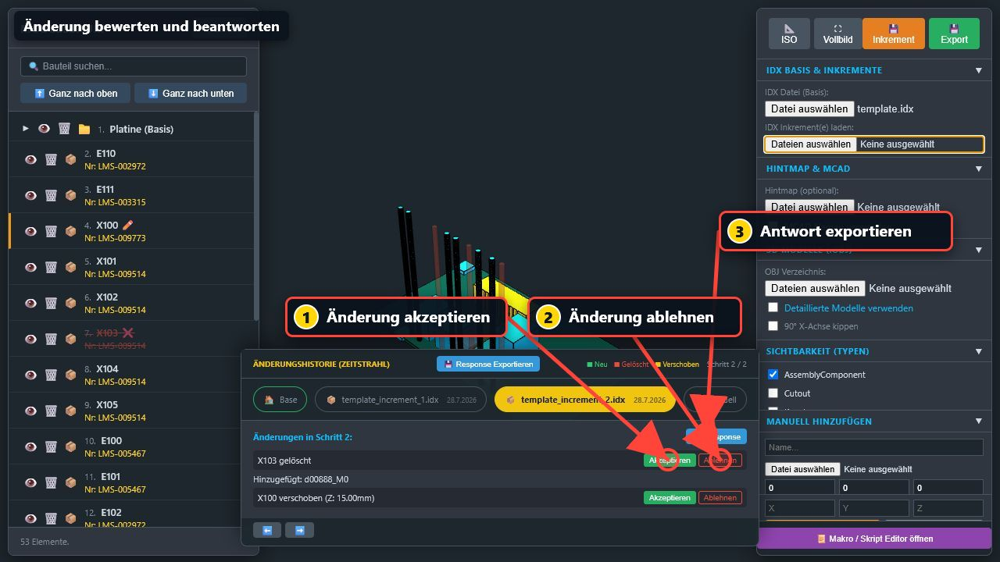 Änderung bewerten und beantworten
Bauteil suchen...
Ganz nach oben
Ganz nach unten
1. Platine (Basis)
2. E110
Nr: LMS-002972
3. E111
Nr: LMS-003315
4. X100
Nr: LMS-009773
5. X101
Nr: LMS-009514
6. X102
Nr: LMS-009514
7. X103
Nr: LMS-009514
8. X104
Nr: LMS-009514
9. X105
Nr: LMS-009514
10. E100
Nr: LMS-005467
11. E101
Nr: LMS-005467
12. E102
Nr: LMS-002972
53 Elemente.
1 Änderung akzeptieren
2 Änderung ablehnen
3 Antwort exportieren
ÄNDERUNGSHISTORIE (ZEITSTRAHL)
Response Exportieren
Neu
Gelöscht
Verschoben
Schritt 2 / 2
Base
template_increment_1.idx 28.7.2026
template_increment_2.idx 28.7.2026
Änderungen in Schritt 2:
X103 gelöscht
Akzeptieren
Ablehnen
Hinzugefügt: d00888_M0
X100 verschoben (Z: 15.00mm)
Akzeptieren
Ablehnen
ISO
Vollbild
Inkrement
Export
IDX BASIS & INKREMENTE
IDX Datei (Basis):
Datei auswählen template.idx
IDX Inkrement(e) laden:
Dateien auswählen Keine ausgewählt
HINTMAP & MCAD
Hintmap (optional):
Datei auswählen Keine ausgewählt
OBJ Verzeichnis:
Dateien auswählen Keine ausgewählt
Detaillierte Modelle verwenden
90° X-Achse kippen
SICHTBARKEIT (TYPEN)
AssemblyComponent
Cutout
MANUELL HINZUFÜGEN
Name...
Datei auswählen Keine ausgewählt
0 0 0
X Y Z
Makro / Skript Editor öffnen